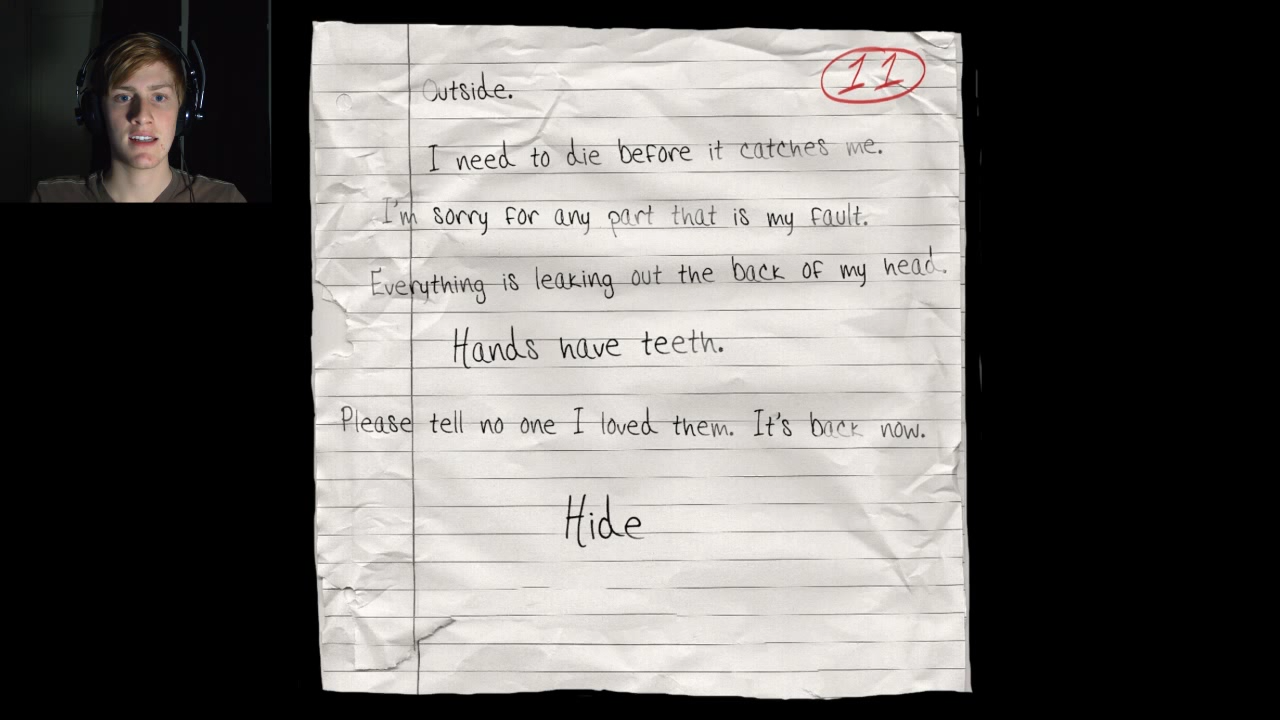 11
Outside.
I need to die before it catches me.
I'm sorry for any part that is my fault.
Everything is leaking out the back of my head.
Hands have teeth.
Please tell no one I loved them. It's back now.
Hide